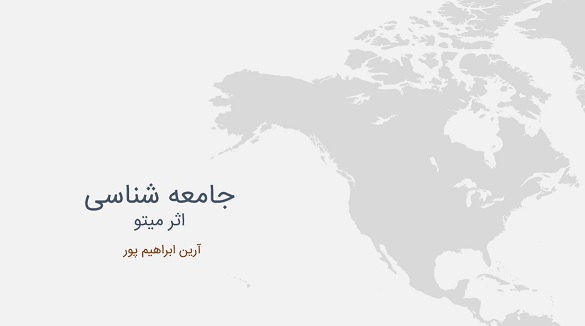 جامعه شناسی
اثر میتو
آرین ابراهیم پور